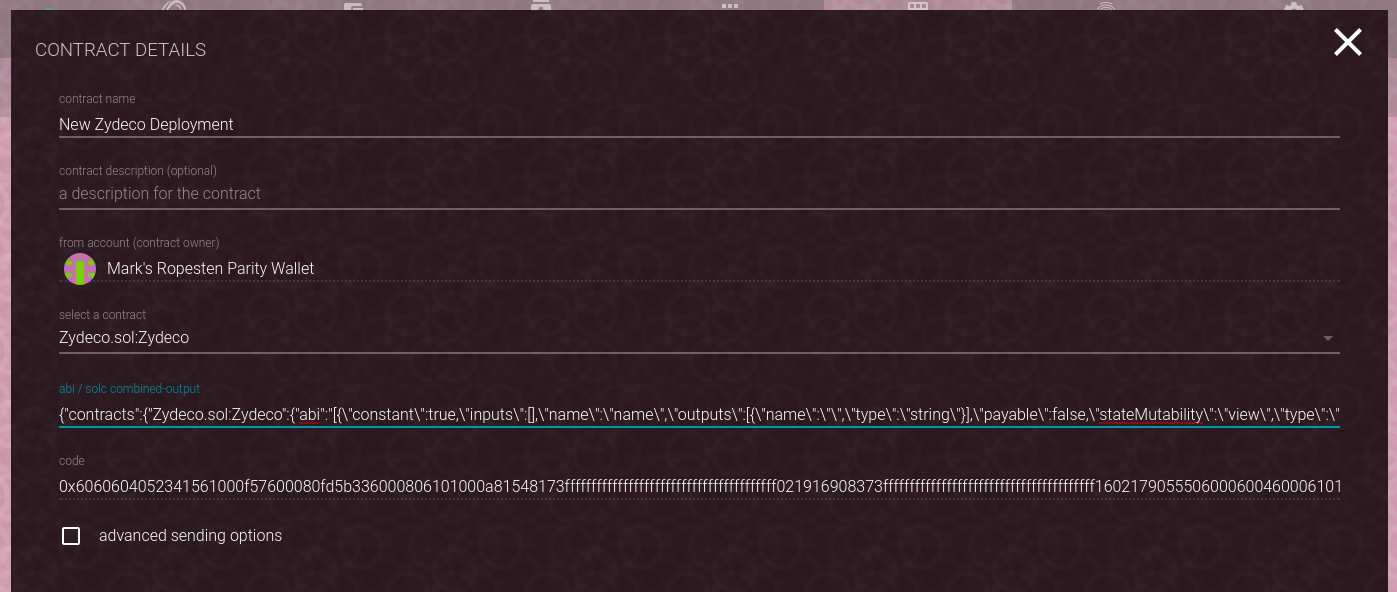 CONTRACT DETAILS
contract name
New Zydeco Deployment
contract description (optional)
a description for the contract
from account (contract owner)
Mark's Ropesten Parity Wallet
select a contract
Zydeco.sol:Zydeco
abi / solc combined-output
{"contracts":{"Zydeco.sol:Zydeco":{"abi":"[{\"constant\":true,\"inputs\":[],\"name\":\"name\",\"outputs\":[{\"name\":\"\",\"type\":\"string\"}],\"payable\":false,\"stateMutability\":\"view\",\"type\":\"
code
0x6060604052341561000f57600080fd5b336000806101000a81548173ffffffffffffffffffffffffffffffffffffffff021916908373ffffffffffffffffffffffffffffffffffffffff1602179055506000600460006101
advanced sending options